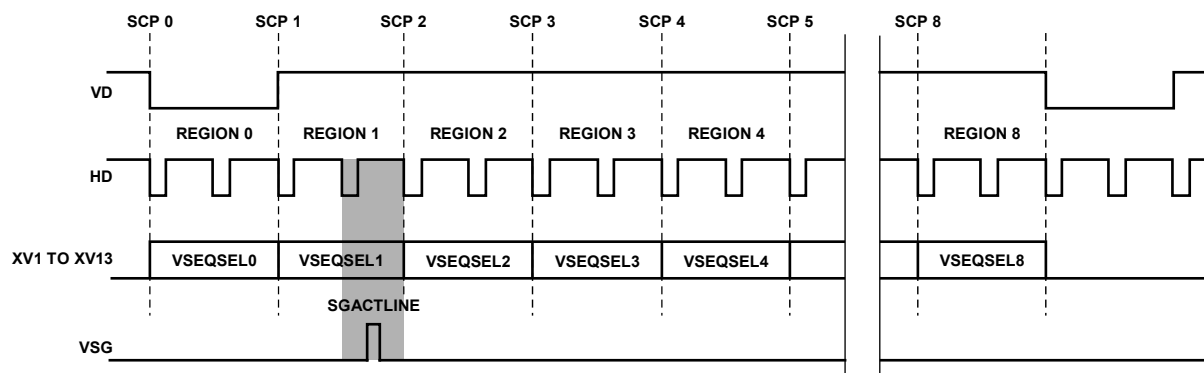 SCP 0 SCP 1 SCP 2 SCP 3 SCP 4 SCP 5 SCP 8
VD
REGION 0 REGION 1 REGION 2 REGION 3 REGION 4 REGION 8
HD
XV1 TO XV13 VSEQSEL0 VSEQSEL1 VSEQSEL2 VSEQSEL3 VSEQSEL4 VSEQSEL8
SGACTLINE
VSG